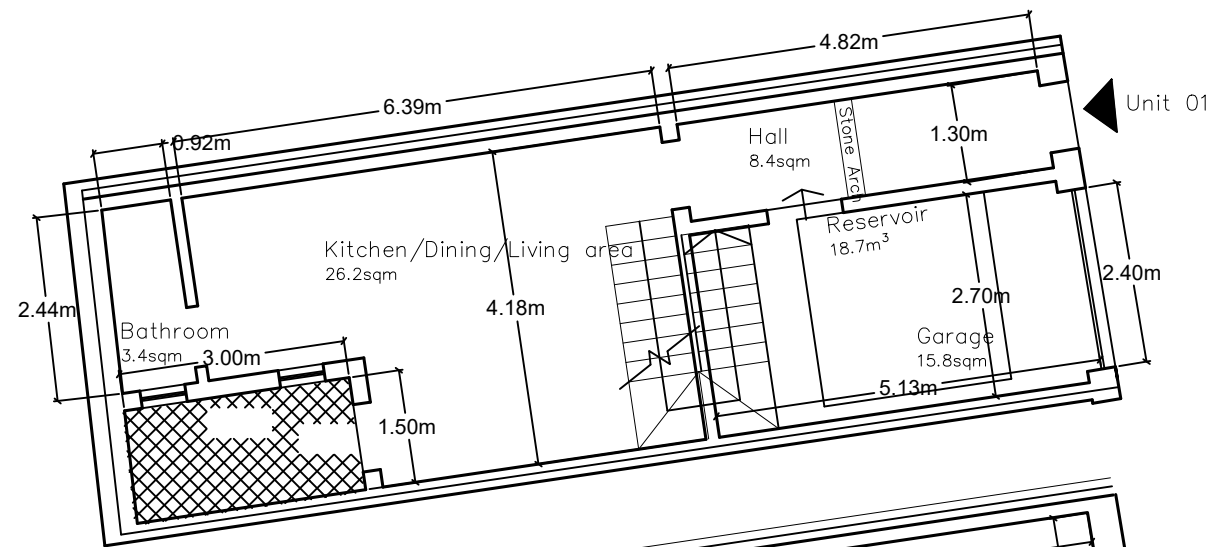 4.82m
6.39m
0.92m
Unit 01
Hall
8.4sqm
Stone Arch
1.30m
Reservoir
18.7m³
Kitchen/Dining/Living area
26.2sqm
2.44m
4.18m
2.70m
2.40m
Bathroom
3.4sqm
3.00m
Garage
15.8sqm
5.13m
1.50m